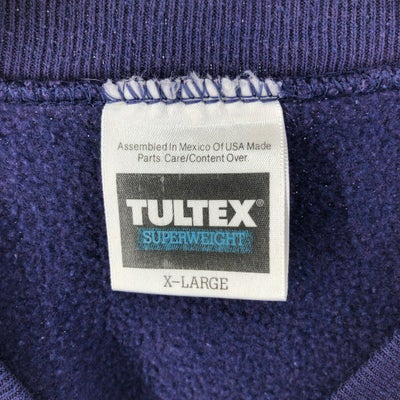 Assembled In Mexico Of USA Made
Parts. Care/Content Over.
TULTEX®
SUPERWEIGHT
X-LARGE